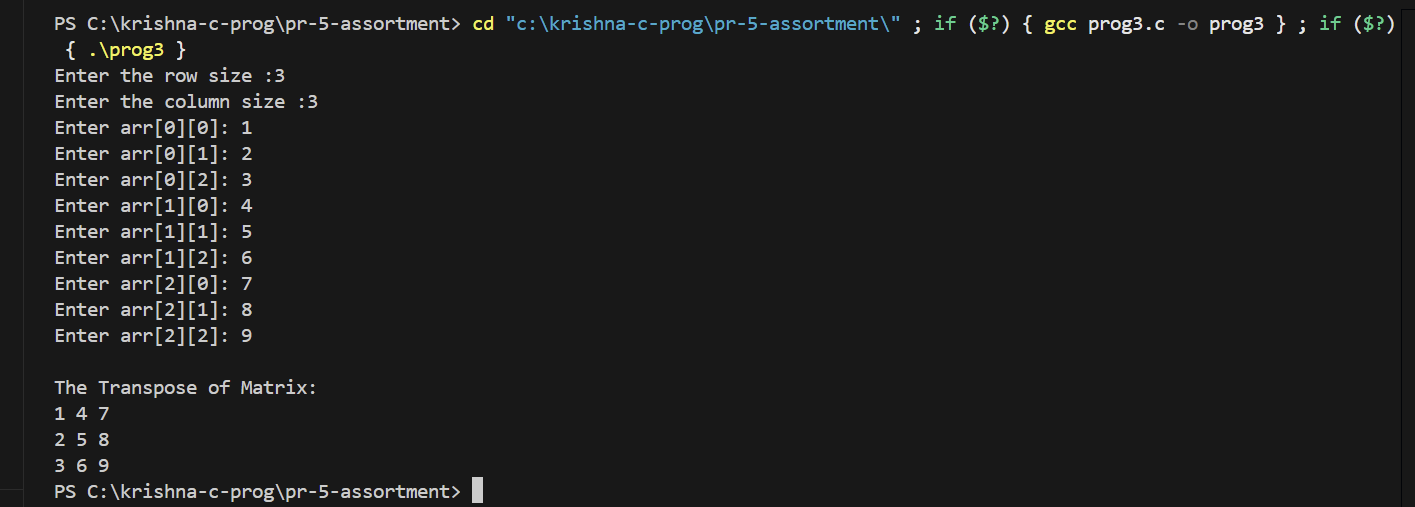 PS C:\krishna-c-prog\pr-5-assortment> cd "c:\krishna-c-prog\pr-5-assortment\" ; if ($?) { gcc prog3.c -o prog3 } ; if ($?)
{ .\prog3 }
Enter the row size :3
Enter the column size :3
Enter arr[0][0]: 1
Enter arr[0][1]: 2
Enter arr[0][2]: 3
Enter arr[1][0]: 4
Enter arr[1][1]: 5
Enter arr[1][2]: 6
Enter arr[2][0]: 7
Enter arr[2][1]: 8
Enter arr[2][2]: 9
The Transpose of Matrix:
1 4 7
2 5 8
3 6 9
PS C:\krishna-c-prog\pr-5-assortment>